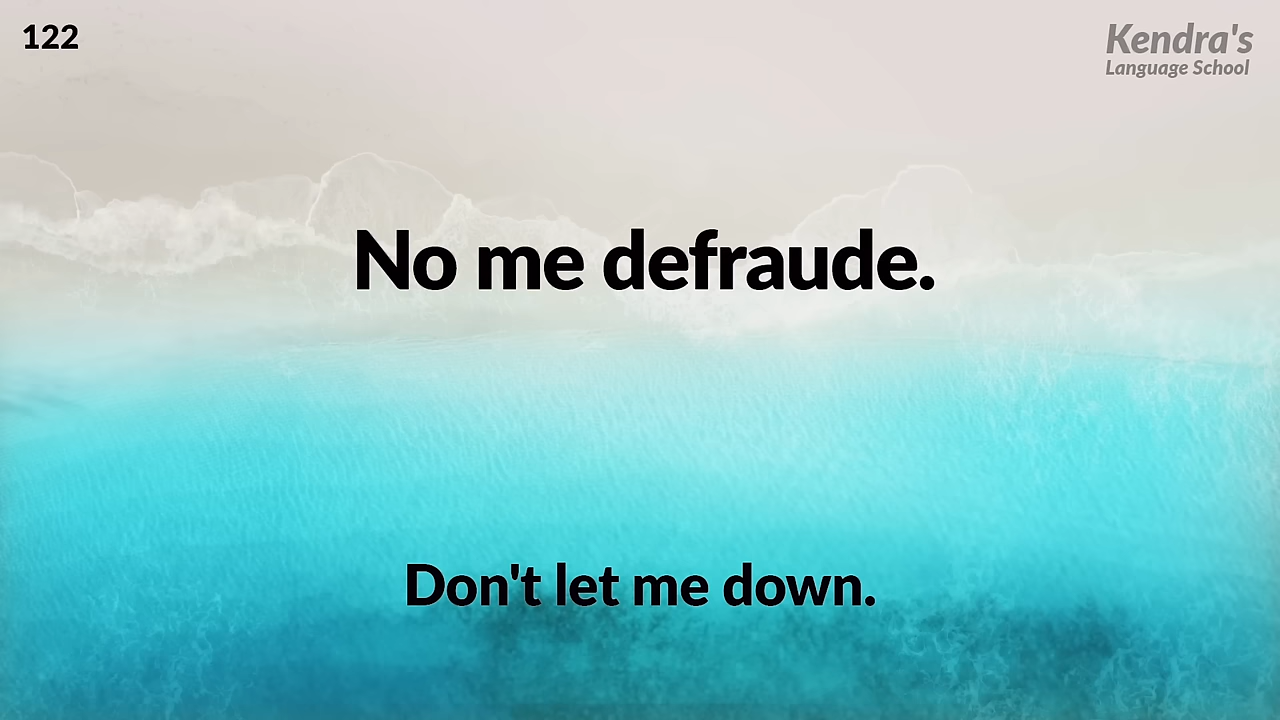 122
Kendra's
Language School
No me defraude.
Don't let me down.